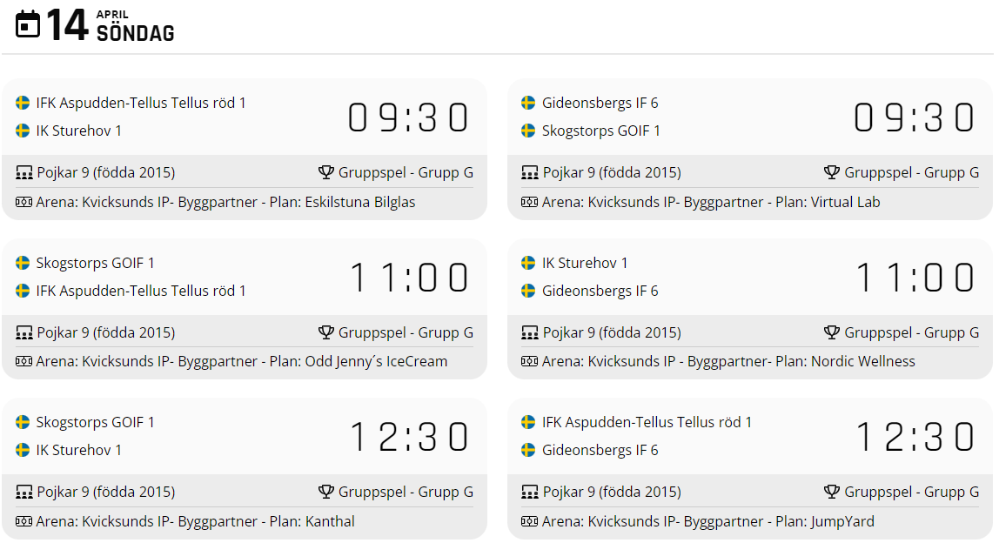 14
APRIL
SÖNDAG
IFK Aspudden-Tellus Tellus röd 1
IK Sturehov 1
09:30
Pojkar 9 (födda 2015)
Gruppspel - Grupp G
Arena: Kvicksunds IP- Byggpartner - Plan: Eskilstuna Bilglas
Gideonsbergs IF 6
Skogstorps GOIF 1
09:30
Pojkar 9 (födda 2015)
Gruppspel - Grupp G
Arena: Kvicksunds IP- Byggpartner - Plan: Virtual Lab
Skogstorps GOIF 1
IFK Aspudden-Tellus Tellus röd 1
11:00
Pojkar 9 (födda 2015)
Gruppspel - Grupp G
Arena: Kvicksunds IP- Byggpartner - Plan: Odd Jenny´s IceCream
IK Sturehov 1
Gideonsbergs IF 6
11:00
Pojkar 9 (födda 2015)
Gruppspel - Grupp G
Arena: Kvicksunds IP - Byggpartner- Plan: Nordic Wellness
Skogstorps GOIF 1
IK Sturehov 1
12:30
Pojkar 9 (födda 2015)
Gruppspel - Grupp G
Arena: Kvicksunds IP- Byggpartner - Plan: Kanthal
IFK Aspudden-Tellus Tellus röd 1
Gideonsbergs IF 6
12:30
Pojkar 9 (födda 2015)
Gruppspel - Grupp G
Arena: Kvicksunds IP- Byggpartner - Plan: JumpYard